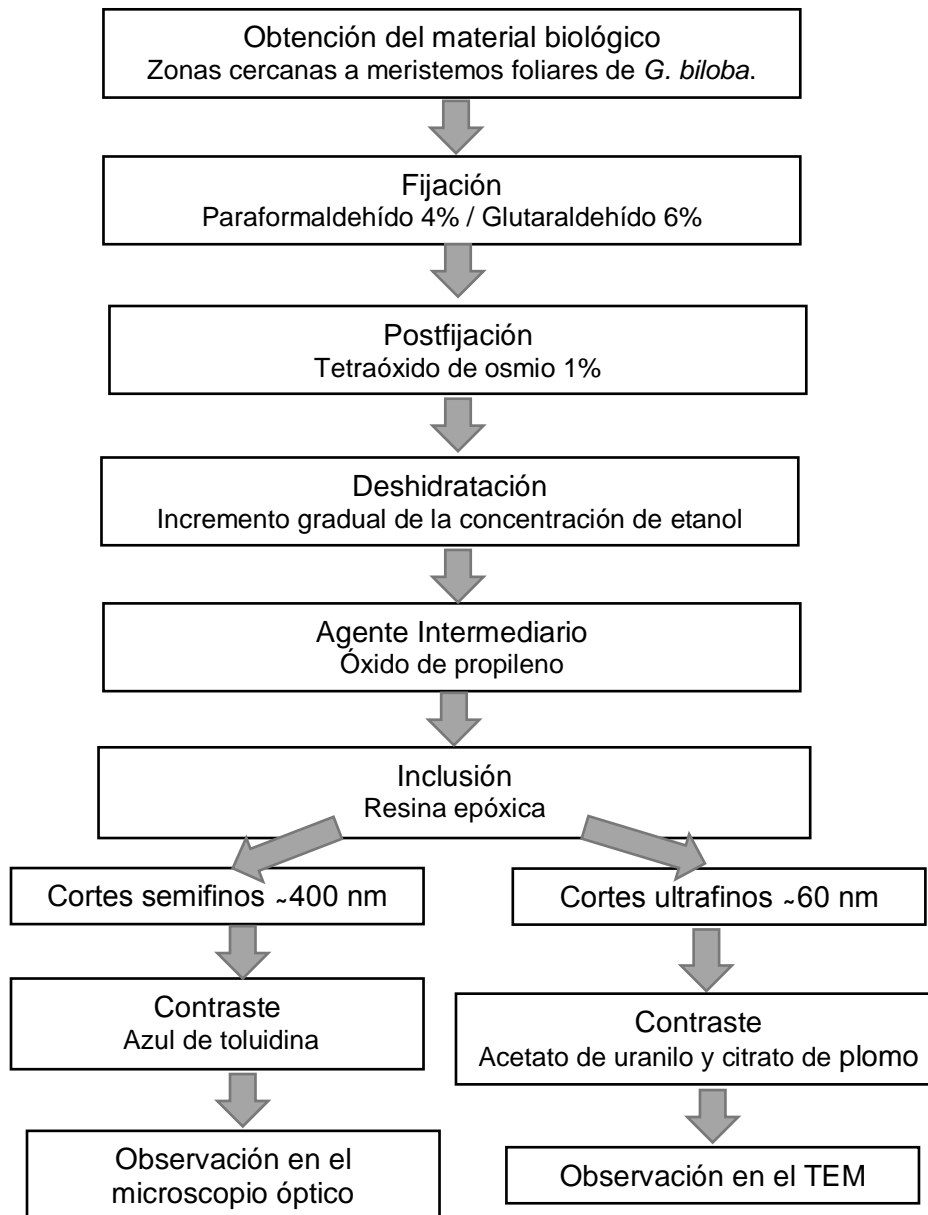 Obtención del material biológico
Zonas cercanas a meristemos foliares de G. biloba.
Fijación
Paraformaldehído 4% / Glutaraldehído 6%
Postfijación
Tetraóxido de osmio 1%
Deshidratación
Incremento gradual de la concentración de etanol
Agente Intermediario
Óxido de propileno
Inclusión
Resina epóxica
Cortes semifinos ~400 nm
Contraste
Azul de toluidina
Observación en el
microscopio óptico
Cortes ultrafinos ~60 nm
Contraste
Acetato de uranilo y citrato de plomo
Observación en el TEM